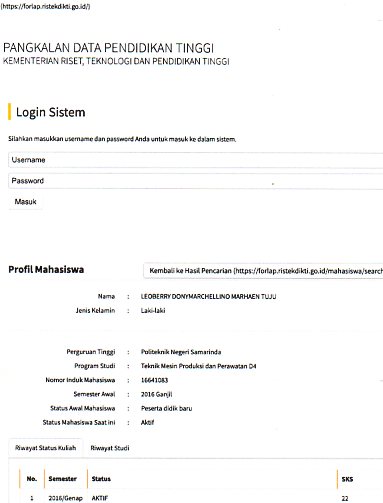 (https://forlap.ristekdikti.go.id/)
PANGKALAN DATA PENDIDIKAN TINGGI
KEMENTERIAN RISET, TEKNOLOGI DAN PENDIDIKAN TINGGI
Login Sistem
Silahkan masukkan username dan password Anda untuk masuk ke dalam sistem.
Username
Password
Masuk
Profil Mahasiswa
Kembali ke Hasil Pencarian (https://forlap.ristekdikti.go.id/mahasiswa/search
Nama : LEOBERRY DONYMARCHELLINO MARHAEN TUJU
Jenis Kelamin : Laki-laki
Perguruan Tinggi : Politeknik Negeri Samarinda
Program Studi : Teknik Mesin Produksi dan Perawatan D4
Nomor Induk Mahasiswa : 16641083
Semester Awal : 2016 Ganjil
Status Awal Mahasiswa : Peserta didik baru
Status Mahasiswa Saat ini : Aktif
Riwayat Status Kuliah Riwayat Studi
No. Semester Status SKS
1 2016/Genap AKTIF 22